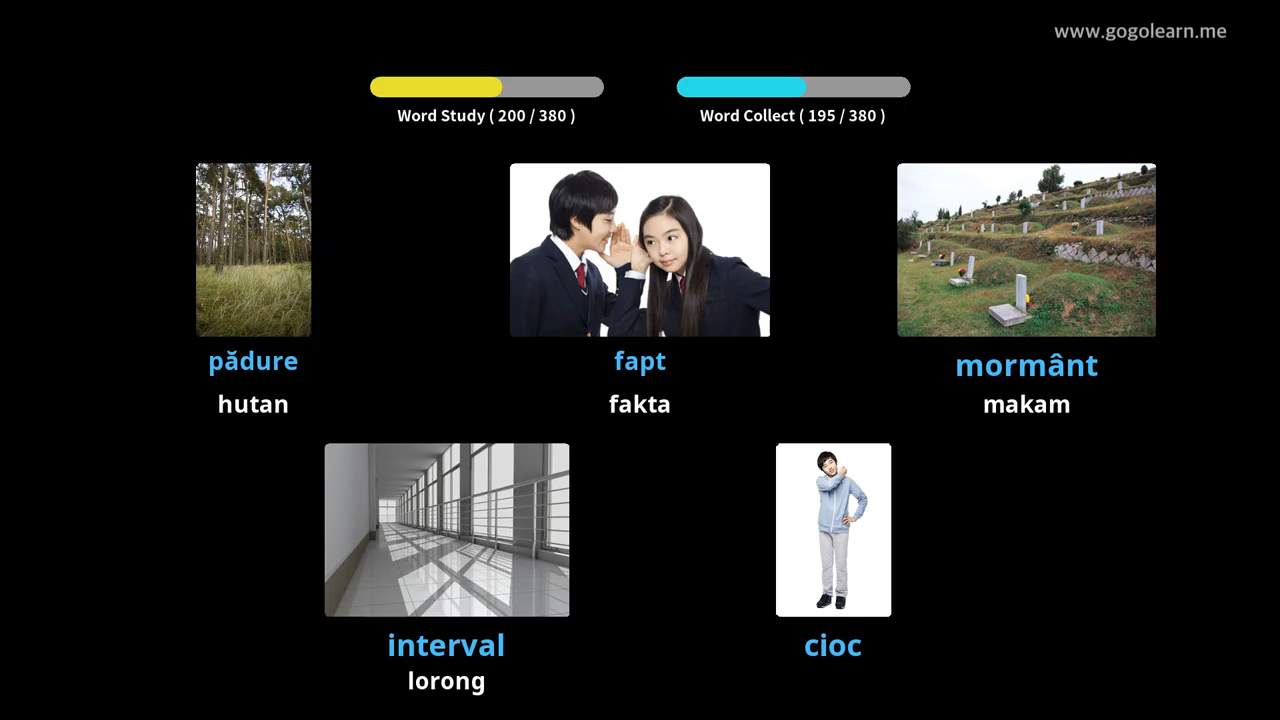 www.gogolearn.me
Word Study ( 200 / 380 )
Word Collect ( 195 / 380 )
pădure
fapt
mormânt
hutan
fakta
makam
interval
cioc
lorong